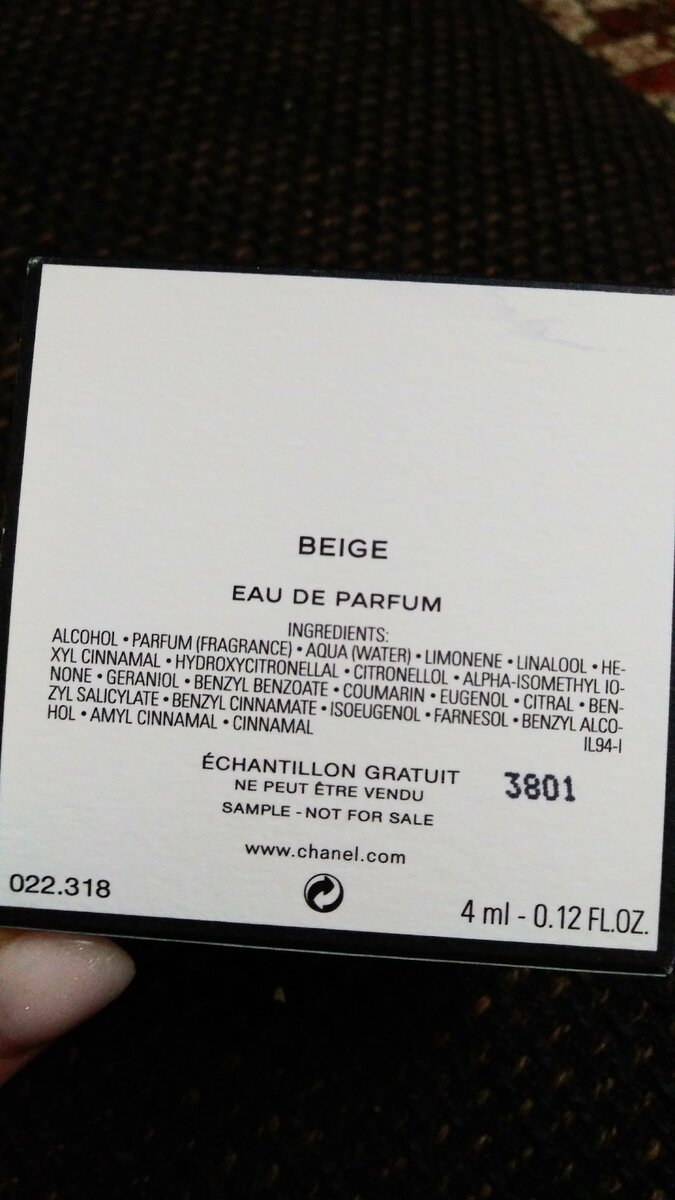 BEIGE
EAU DE PARFUM
INGREDIENTS:
ALCOHOL • PARFUM (FRAGRANCE) • AQUA (WATER) • LIMONENE • LINALOOL • HE-
XYL CINNAMAL • HYDROXYCITRONELLAL • CITRONELLOL • ALPHA-ISOMETHYL IO-
NONE • GERANIOL • BENZYL BENZOATE • COUMARIN • EUGENOL • CITRAL • BEN-
ZYL SALICYLATE • BENZYL CINNAMATE • ISOEUGENOL • FARNESOL • BENZYL ALCO-
HOL • AMYL CINNAMAL • CINNAMAL
IL94-I
ÉCHANTILLON GRATUIT
3801
NE PEUT ÊTRE VENDU
SAMPLE - NOT FOR SALE
www.chanel.com
022.318
4 ml - 0.12 FL.OZ.